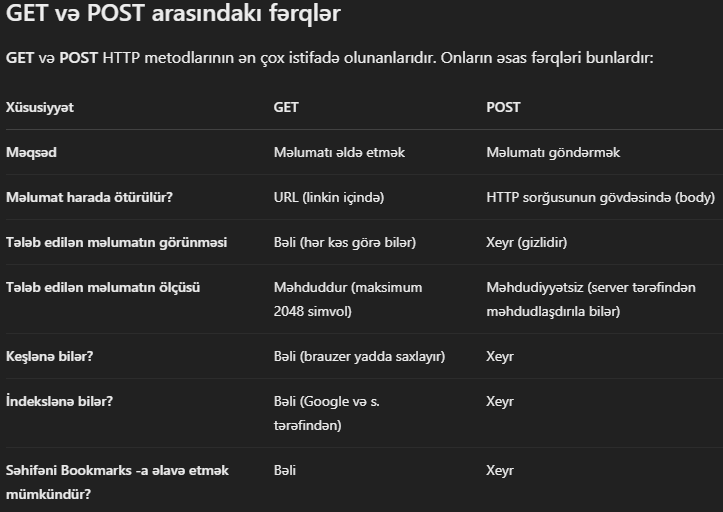 GET və POST arasındakı fərqlər
GET və POST HTTP metodlarının ən çox istifadə olunanlarıdır. Onların əsas fərqləri bunlardır:
Xüsusiyyət GET POST
Məqsəd Məlumatı əldə etmək Məlumatı göndərmək
Məlumat harada ötürülür? URL (linkin içində) HTTP sorğusunun gövdəsində (body)
Tələb edilən məlumatın görünməsi Bəli (hər kəs görə bilər) Xeyr (gizlidir)
Tələb edilən məlumatın ölçüsü Məhduddur (maksimum 2048 simvol) Məhdudiyyətsiz (server tərəfindən məhdudlaşdırıla bilər)
Keşlənə bilər? Bəli (brauzer yadda saxlayır) Xeyr
İndekslənə bilər? Bəli (Google və s. tərəfindən) Xeyr
Səhifəni Bookmarks -a əlavə etmək mümkündür? Bəli Xeyr